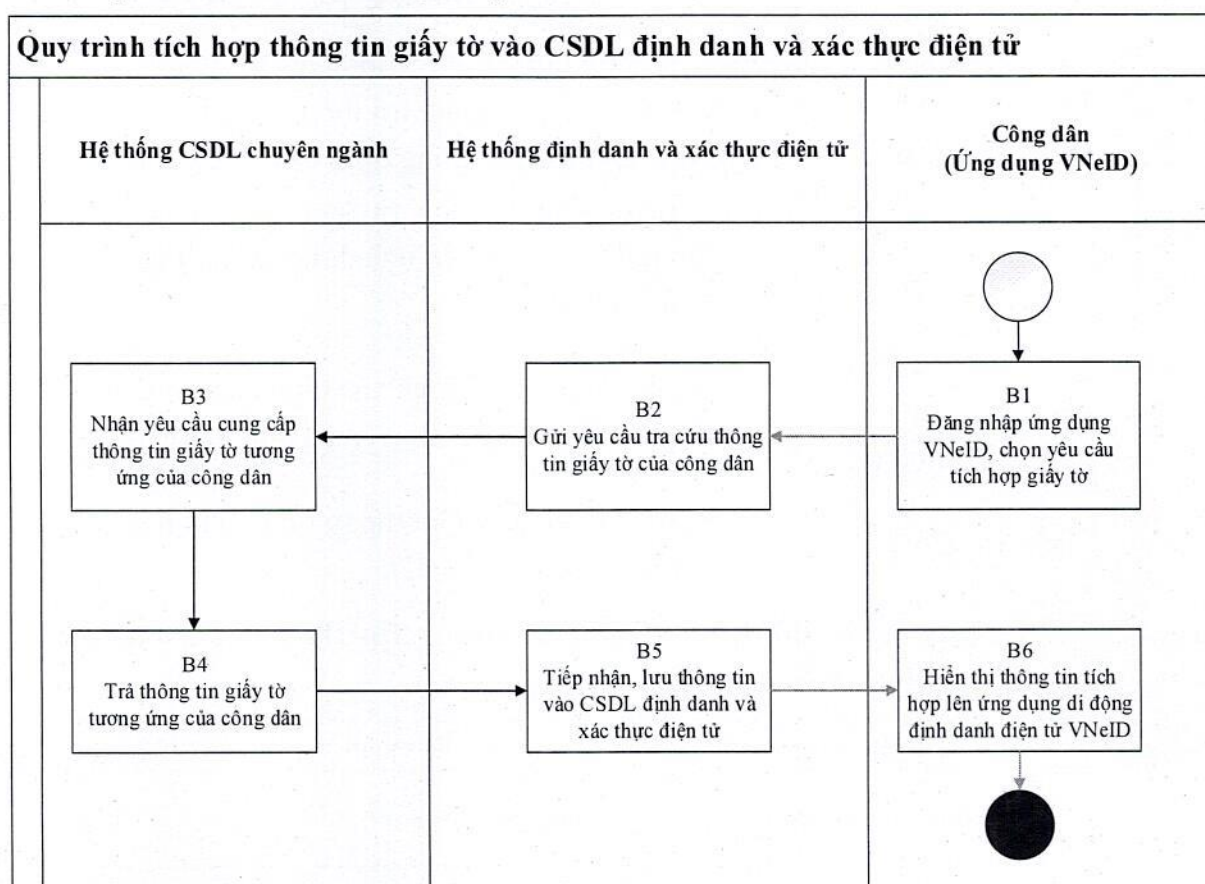 Quy trình tích hợp thông tin giấy tờ vào CSDL định danh và xác thực điện tử
Hệ thống CSDL chuyên ngành
Hệ thống định danh và xác thực điện tử
Công dân
(Ứng dụng VNeID)
B1
Đăng nhập ứng dụng
VNeID, chọn yêu cầu
tích hợp giấy tờ
B2
Gửi yêu cầu tra cứu thông
tin giấy tờ của công dân
B3
Nhận yêu cầu cung cấp
thông tin giấy tờ tương
ứng của công dân
B4
Trả thông tin giấy tờ
tương ứng của công dân
B5
Tiếp nhận, lưu thông tin
vào CSDL định danh và
xác thực điện tử
B6
Hiển thị thông tin tích
hợp lên ứng dụng di động
định danh điện tử VNeID